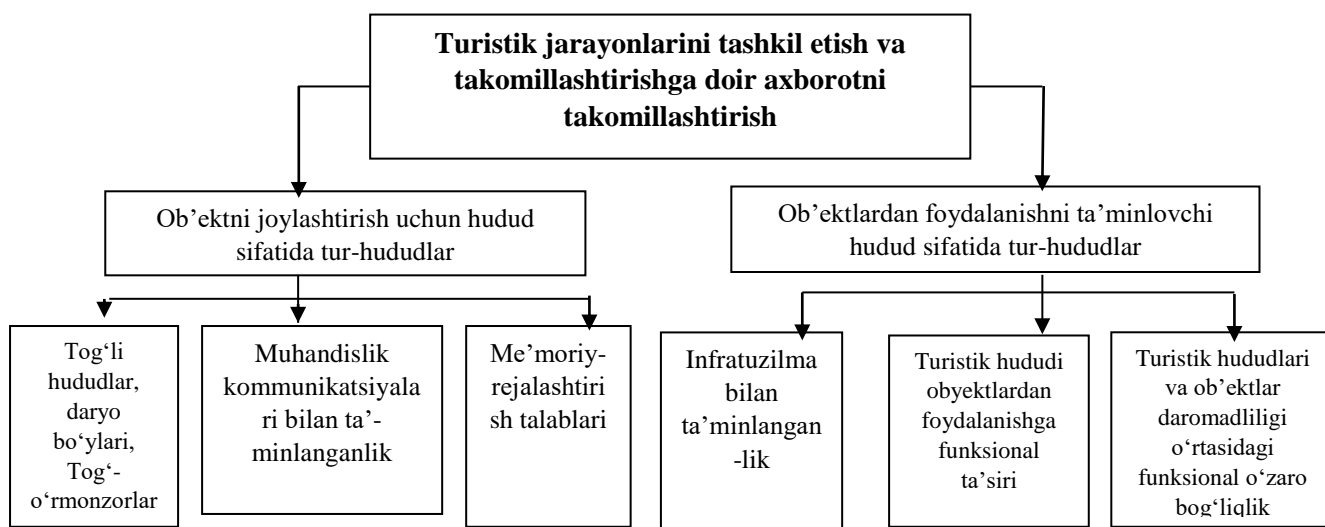 Turistik jarayonlarini tashkil etish va
takomillashtirishga doir axborotni
takomillashtirish
Ob’ektni joylashtirish uchun hudud
sifatida tur-hududlar
Ob’ektlardan foydalanishni ta’minlovchi
hudud sifatida tur-hududlar
Tog‘li
hududlar,
daryo
bo‘ylari,
Tog‘-
o‘rmonzorlar
Muhandislik
kommunikatsiyala
ri bilan ta’-
minlanganlik
Me’moriy-
rejalashtiri
sh talablari
Infratuzilma
bilan
ta’minlangan
-lik
Turistik hududi
obyektlardan
foydalanishga
funksional
ta’siri
Turistik hududlari
va ob’ektlar
daromadliligi
o‘rtasidagi
funksional o‘zaro
bog‘liqlik